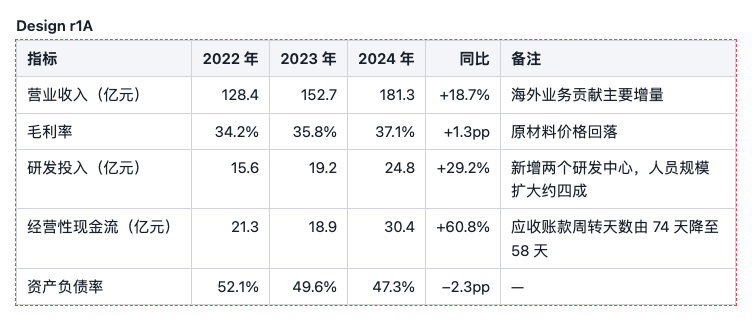 Design r1A
指标 2022 年 2023 年 2024 年 同比 备注
营业收入（亿元） 128.4 152.7 181.3 +18.7% 海外业务贡献主要增量
毛利率 34.2% 35.8% 37.1% +1.3pp 原材料价格回落
研发投入（亿元） 15.6 19.2 24.8 +29.2% 新增两个研发中心，人员规模
扩大约四成
经营性现金流（亿元） 21.3 18.9 30.4 +60.8% 应收账款周转天数由 74 天降至
58 天
资产负债率 52.1% 49.6% 47.3% −2.3pp —